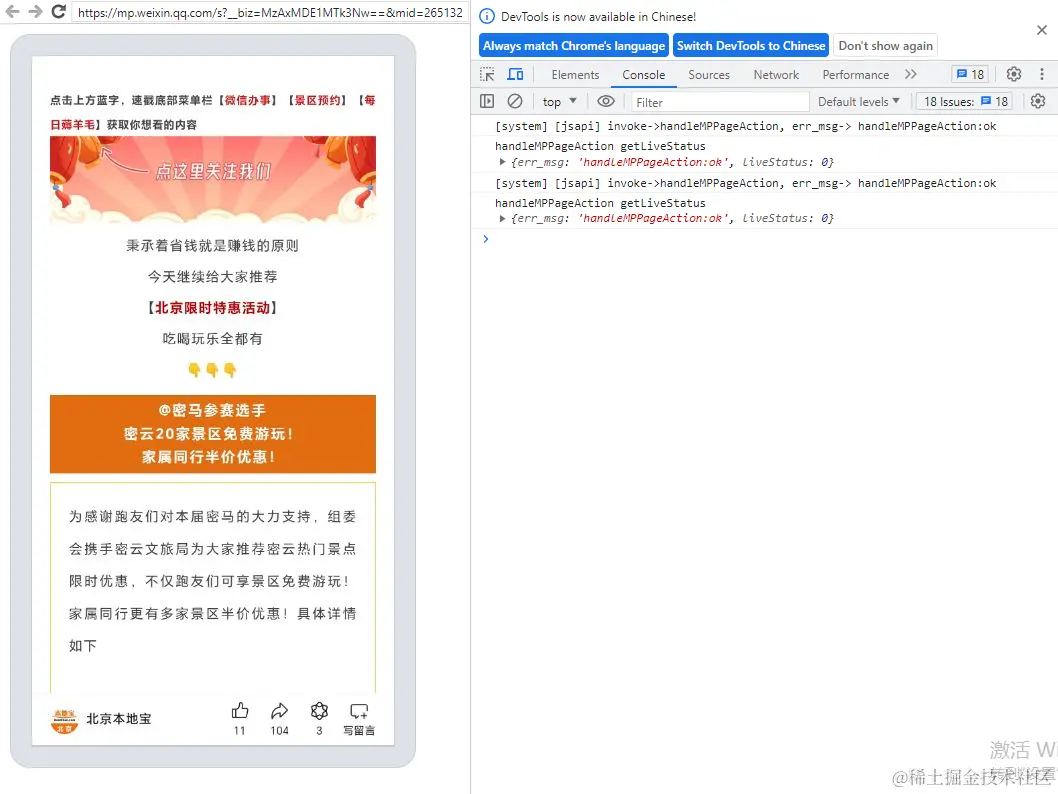 https://mp.weixin.qq.com/s?__biz=MzAxMDE1MTk3Nw==&mid=265132
点击上方蓝字，速戳底部菜单栏【微信办事】【景区预约】【每
日薅羊毛】获取你想看的内容
点这里关注我们
秉承着省钱就是赚钱的原则
今天继续给大家推荐
【北京限时特惠活动】
吃喝玩乐全都有
👇👇👇
@密马参赛选手
密云20家景区免费游玩！
家属同行半价优惠！
为感谢跑友们对本届密马的大力支持，组委
会携手密云文旅局为大家推荐密云热门景点
限时优惠，不仅跑友们可享景区免费游玩！
家属同行更有多家景区半价优惠！具体详情
如下
本地宝
北京
北京本地宝
11
104
3
写留言
DevTools is now available in Chinese!
Always match Chrome's language
Switch DevTools to Chinese
Don't show again
Elements
Console
Sources
Network
Performance
18
top
Filter
Default levels
18 Issues:
18
[system] [jsapi] invoke->handleMPPageAction, err_msg-> handleMPPageAction:ok
handleMPPageAction getLiveStatus
{err_msg: 'handleMPPageAction:ok', liveStatus: 0}
[system] [jsapi] invoke->handleMPPageAction, err_msg-> handleMPPageAction:ok
handleMPPageAction getLiveStatus
{err_msg: 'handleMPPageAction:ok', liveStatus: 0}
激活 Wi
@稀土掘金技术社区